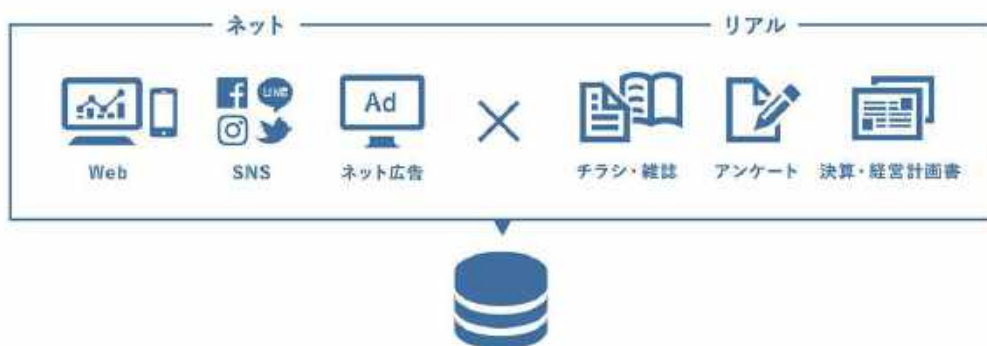 ネット
リアル
LINE
Ad
Web
SNS
ネット広告
チラシ・雑誌
アンケート
決算・経営計画書